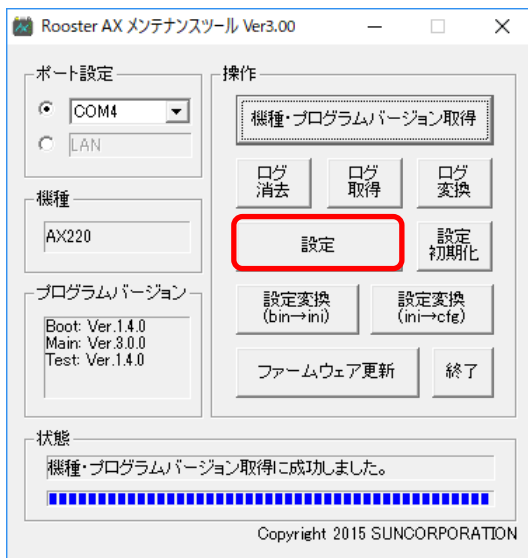 Rooster AX メンテナンスツール Ver3.00
ポート設定
COM4
LAN
機種
AX220
プログラムバージョン
Boot: Ver.1.4.0
Main: Ver.3.0.0
Test: Ver.1.4.0
操作
機種・プログラムバージョン取得
ログ
消去
ログ
取得
ログ
変換
設定
設定
初期化
設定変換
(bin→ini)
設定変換
(ini→cfg)
ファームウェア更新
終了
状態
機種・プログラムバージョン取得に成功しました。
Copyright 2015 SUNCORPORATION